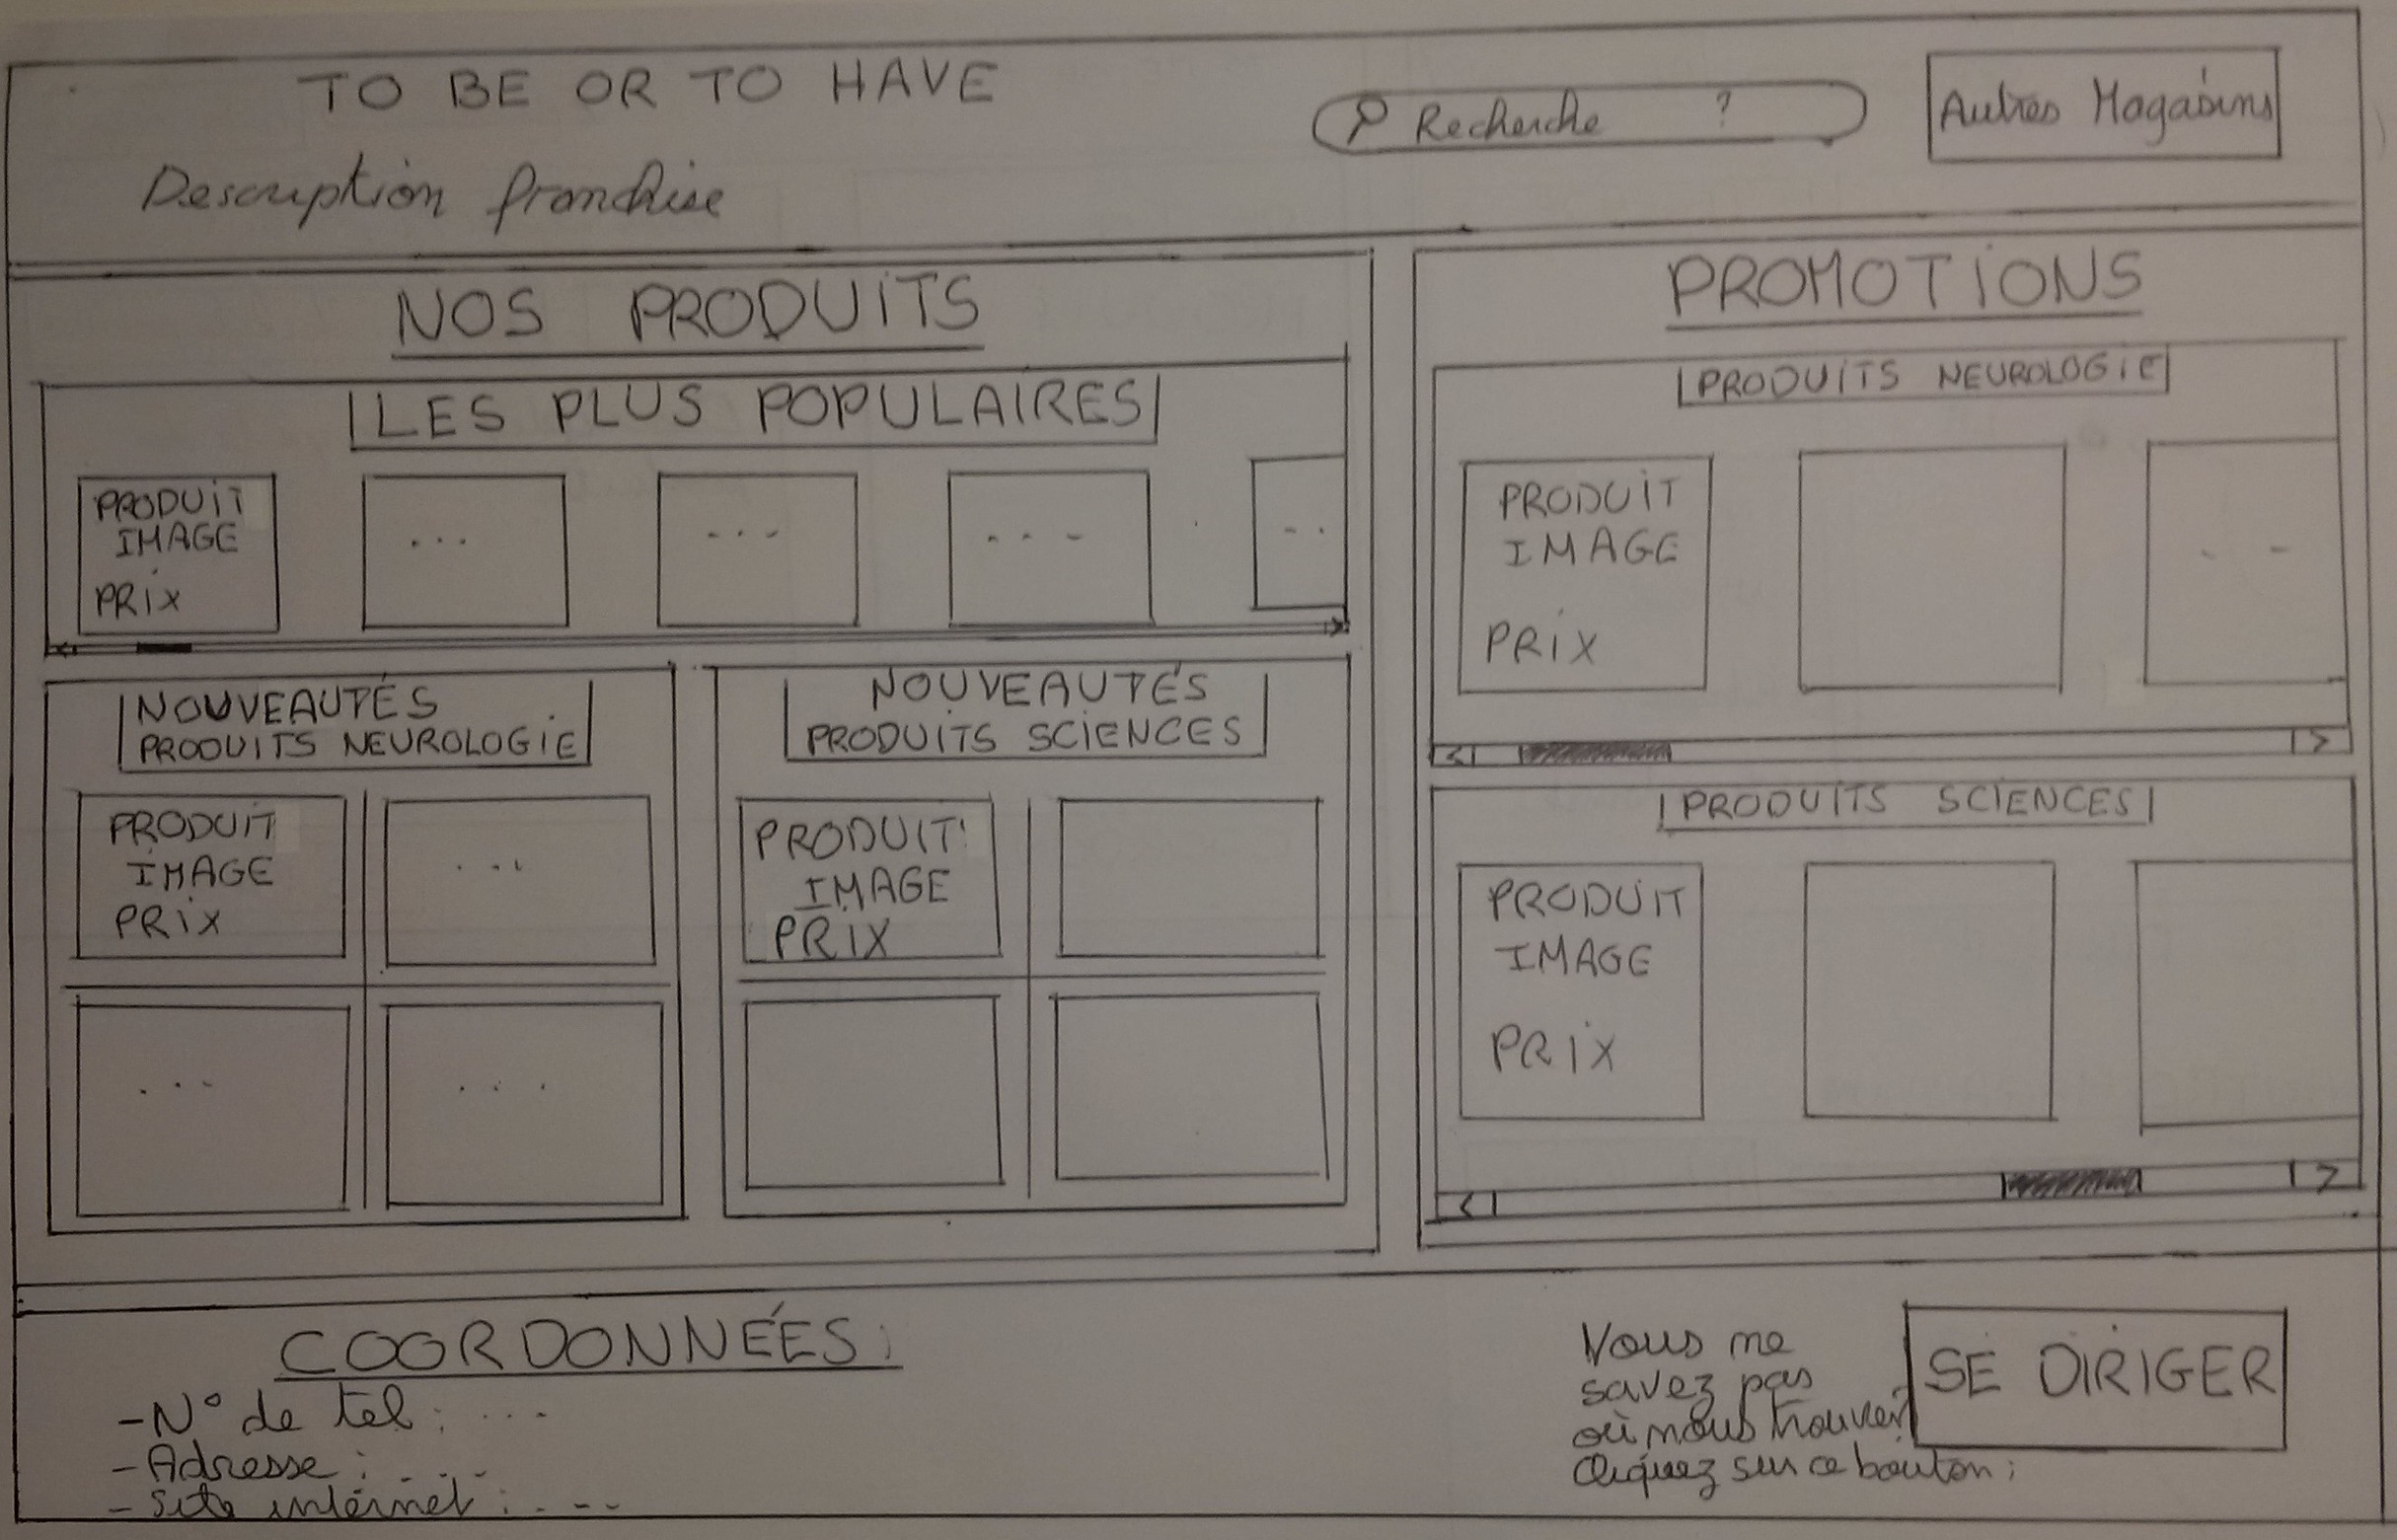 TO BE OR TO HAVE
Recherche ?
Autres Magasins
Description franchise
NOS PRODUITS
LES PLUS POPULAIRES
PRODUIT
IMAGE
PRIX
...
...
...
..
NOUVEAUTÉS
PRODUITS NEUROLOGIE
PRODUIT
IMAGE
PRIX
...
...
...
NOUVEAUTÉS
PRODUITS SCIENCES
PRODUIT
IMAGE
PRIX
PROMOTIONS
PRODUITS NEUROLOGIE
PRODUIT
IMAGE
PRIX
..
PRODUITS SCIENCES
PRODUIT
IMAGE
PRIX
COORDONNÉES :
- N° de tel : ...
- Adresse : ...
- Site internet : ...
Vous ne
savez pas
où nous trouver
Cliquez sur ce bouton :
SE DIRIGER